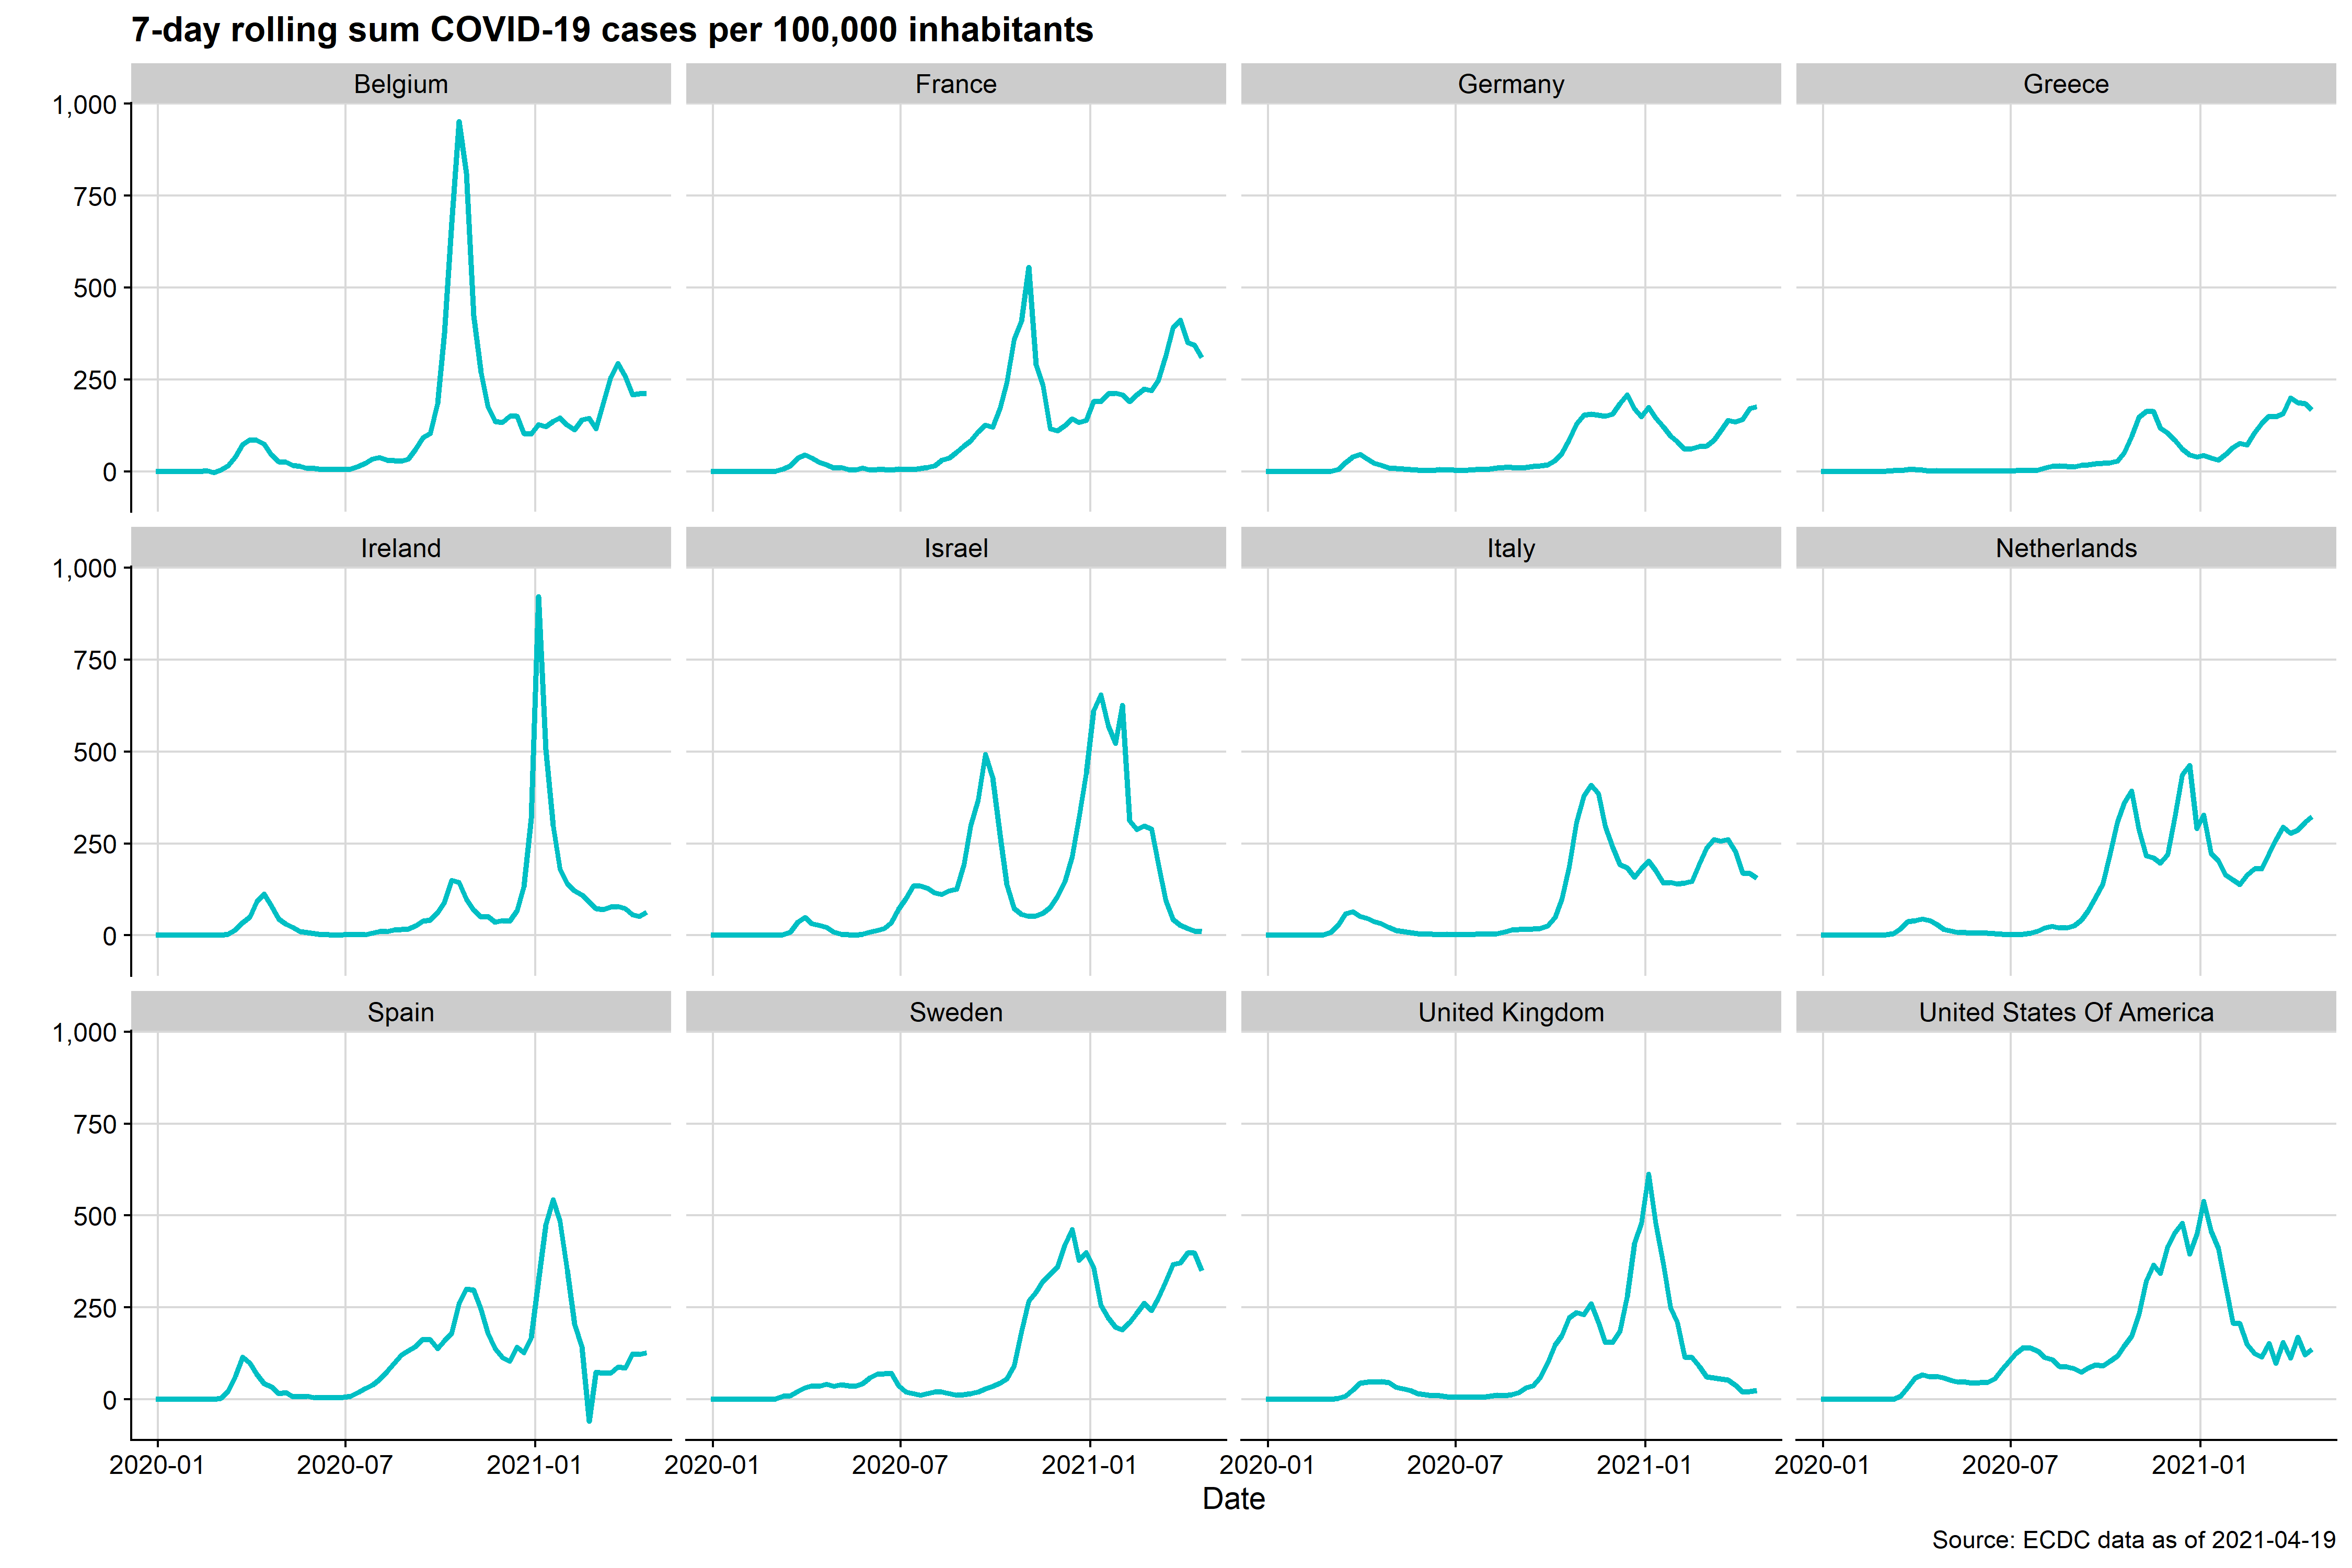 7-day rolling sum COVID-19 cases per 100,000 inhabitants
Belgium France Germany Greece
1,000
750
500
250
0
Ireland Israel Italy Netherlands
1,000
750
500
250
0
Spain Sweden United Kingdom United States Of America
1,000
750
500
250
0
2020-01 2020-07 2021-01 2020-01 2020-07 2021-01 2020-01 2020-07 2021-01 2020-01 2020-07 2021-01
Date
Source: ECDC data as of 2021-04-19